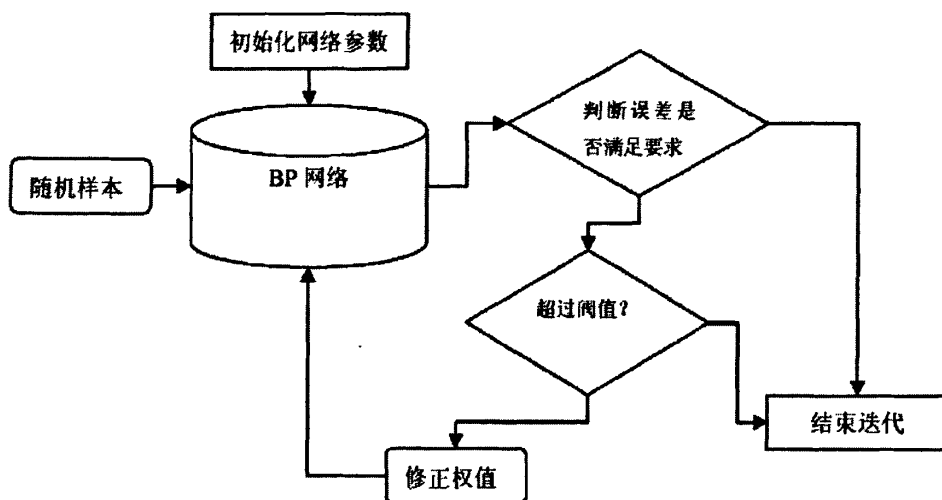 初始化网络参数
判断误差是
否满足要求
BP 网络
随机样本
超过阀值?
结束迭代
修正权值